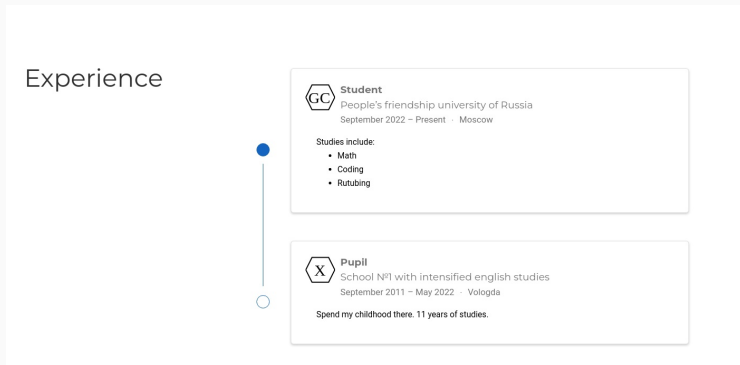 Experience
GC
Student
People's friendship university of Russia
September 2022 – Present · Moscow
Studies include:
• Math
• Coding
• Rutubing
X
Pupil
School №1 with intensified english studies
September 2011 – May 2022 · Vologda
Spend my childhood there. 11 years of studies.